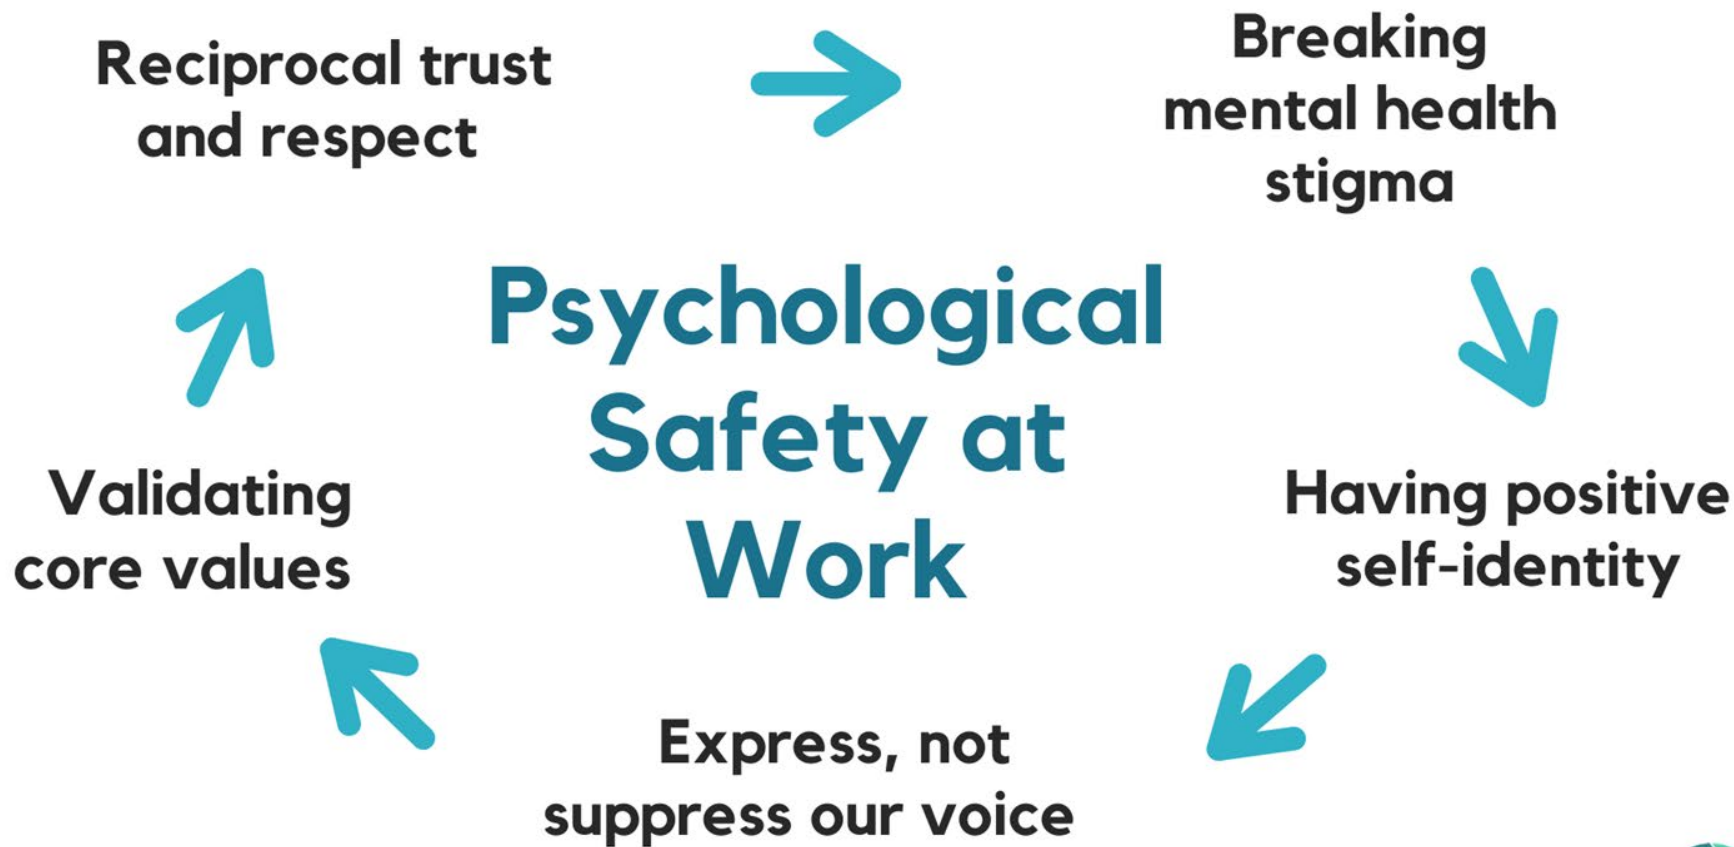 Reciprocal trust
and respect
Breaking
mental health
stigma
Psychological
Safety at
Work
Having positive
self-identity
Express, not
suppress our voice
Validating
core values